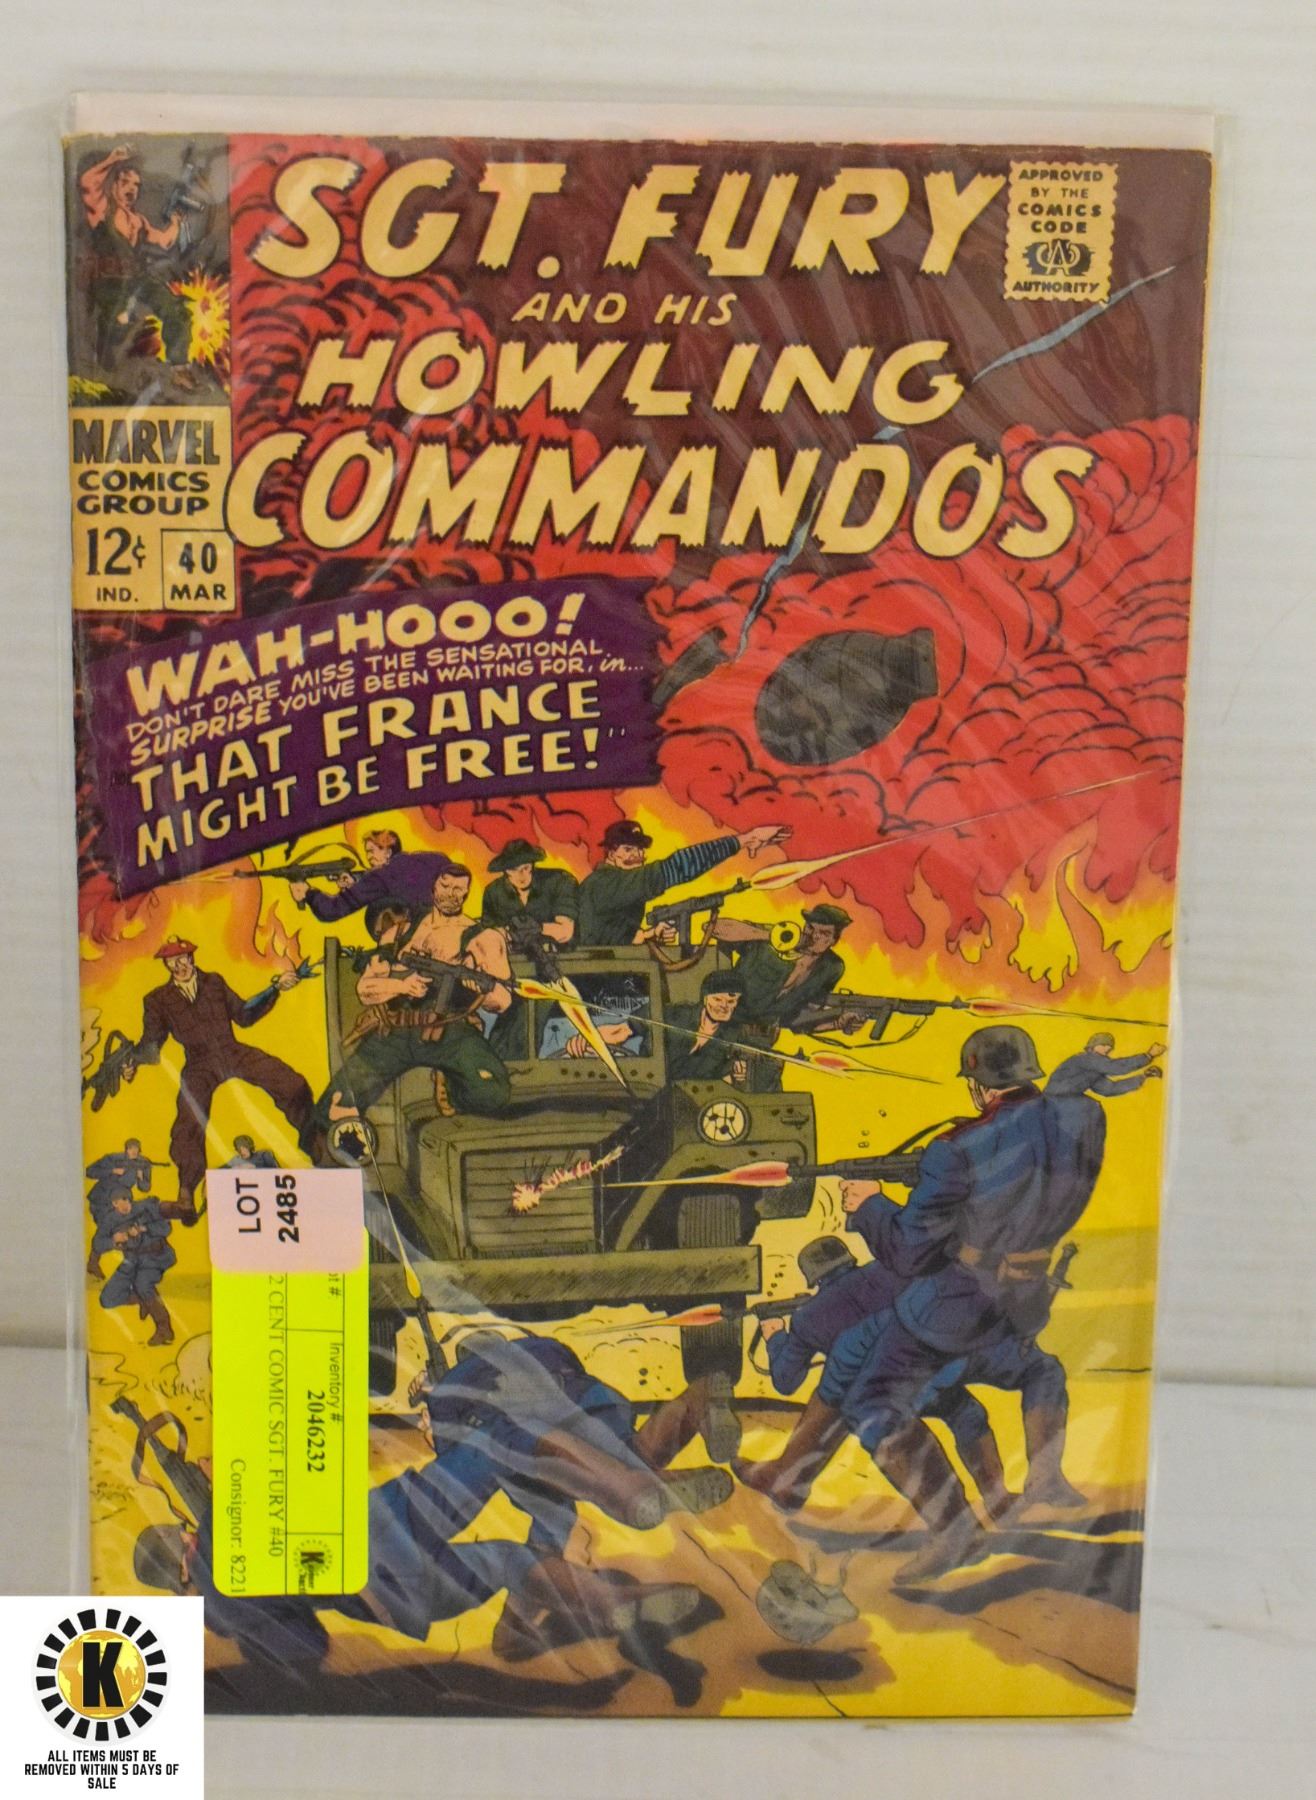 SGT. FURY
AND HIS
HOWLING
COMMANDOS
APPROVED
BY THE
COMICS
CODE
CA
AUTHORITY
MARVEL
COMICS
GROUP
12¢
IND.
40
MAR
WAH-HOOO!
DON'T DARE MISS THE SENSATIONAL
SURPRISE YOU'VE BEEN WAITING FOR, in...
THAT FRANCE
MIGHT BE FREE!"
LOT
2485
Inventory #
2046232
2 CENT COMIC SGT. FURY #40
Consignor: 8221
K
ALL ITEMS MUST BE
REMOVED WITHIN 5 DAYS OF
SALE